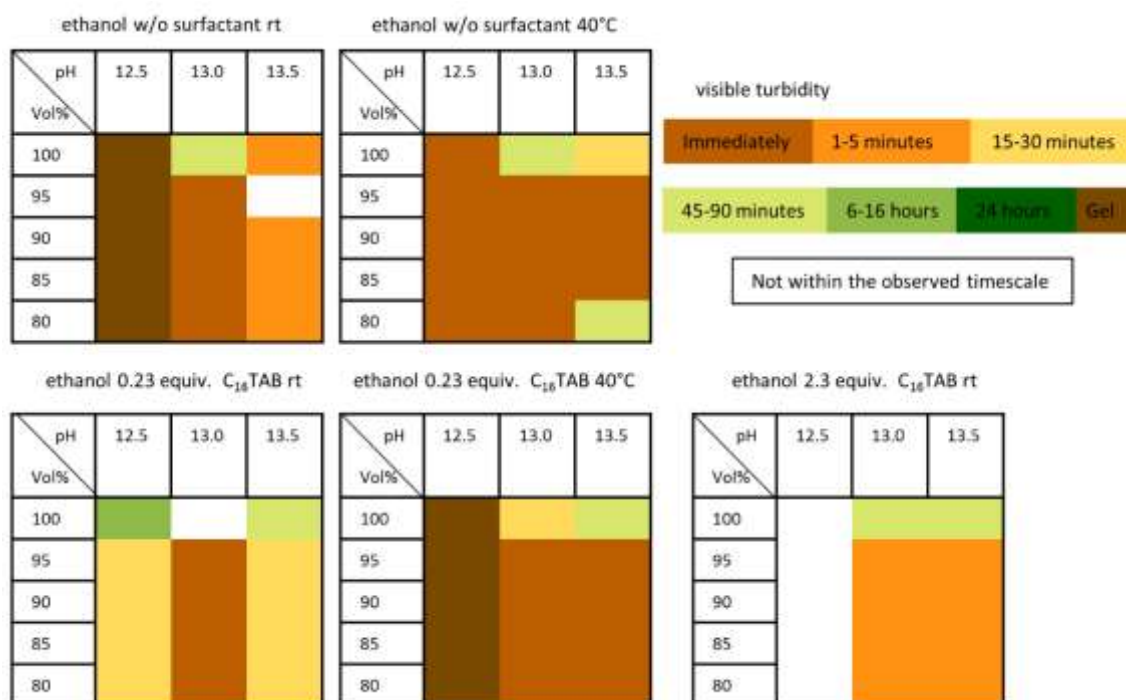 ethanol w/o surfactant rt
pH 12.5 13.0 13.5
Vol%
100
95
90
85
80
ethanol w/o surfactant 40°C
pH 12.5 13.0 13.5
Vol%
100
95
90
85
80
visible turbidity
Immediately 1-5 minutes 15-30 minutes
45-90 minutes 6-16 hours 24 hours Gel
Not within the observed timescale
ethanol 0.23 equiv. C₁₆TAB rt
pH 12.5 13.0 13.5
Vol%
100
95
90
85
80
ethanol 0.23 equiv. C₁₆TAB 40°C
pH 12.5 13.0 13.5
Vol%
100
95
90
85
80
ethanol 2.3 equiv. C₁₆TAB rt
pH 12.5 13.0 13.5
Vol%
100
95
90
85
80